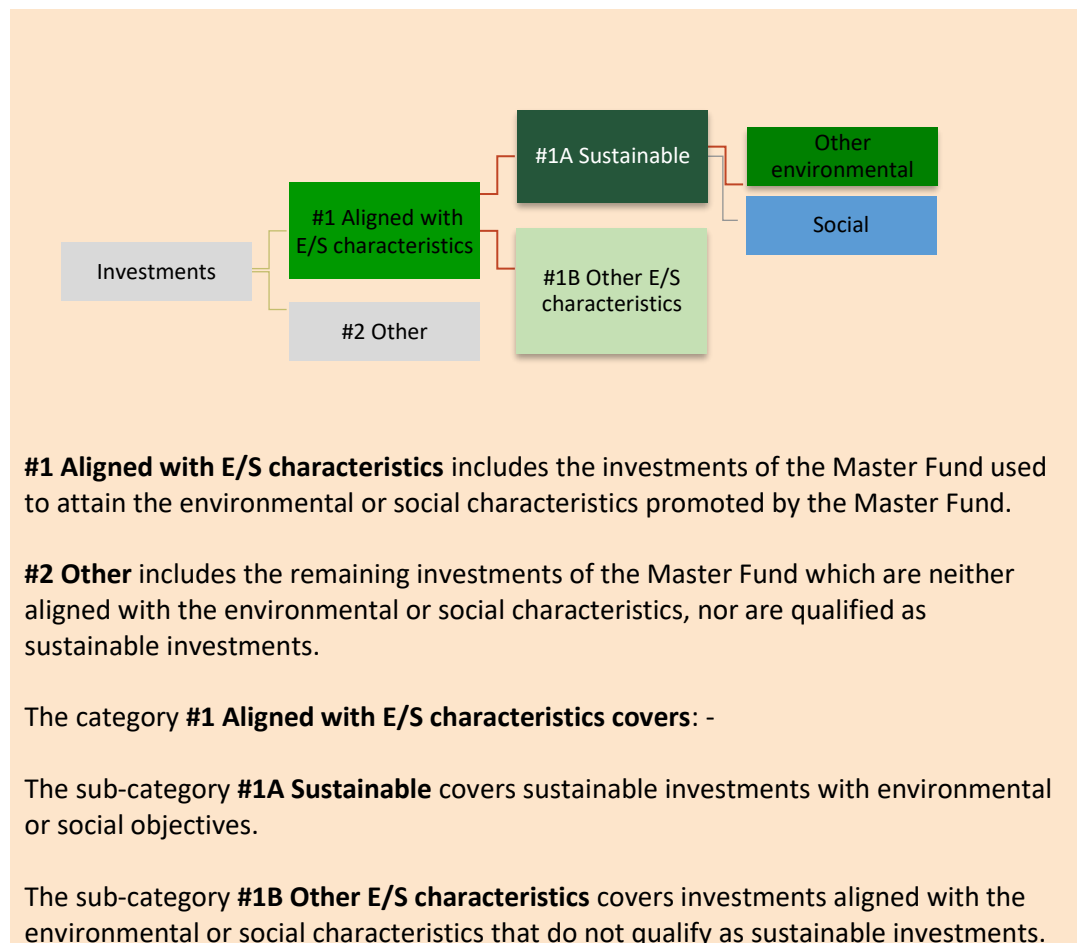 #1A Sustainable
Other
environmental
#1 Aligned with
E/S characteristics
Social
Investments
#1B Other E/S
characteristics
#2 Other
#1 Aligned with E/S characteristics includes the investments of the Master Fund used
to attain the environmental or social characteristics promoted by the Master Fund.
#2 Other includes the remaining investments of the Master Fund which are neither
aligned with the environmental or social characteristics, nor are qualified as
sustainable investments.
The category #1 Aligned with E/S characteristics covers: -
The sub-category #1A Sustainable covers sustainable investments with environmental
or social objectives.
The sub-category #1B Other E/S characteristics covers investments aligned with the
environmental or social characteristics that do not qualify as sustainable investments.